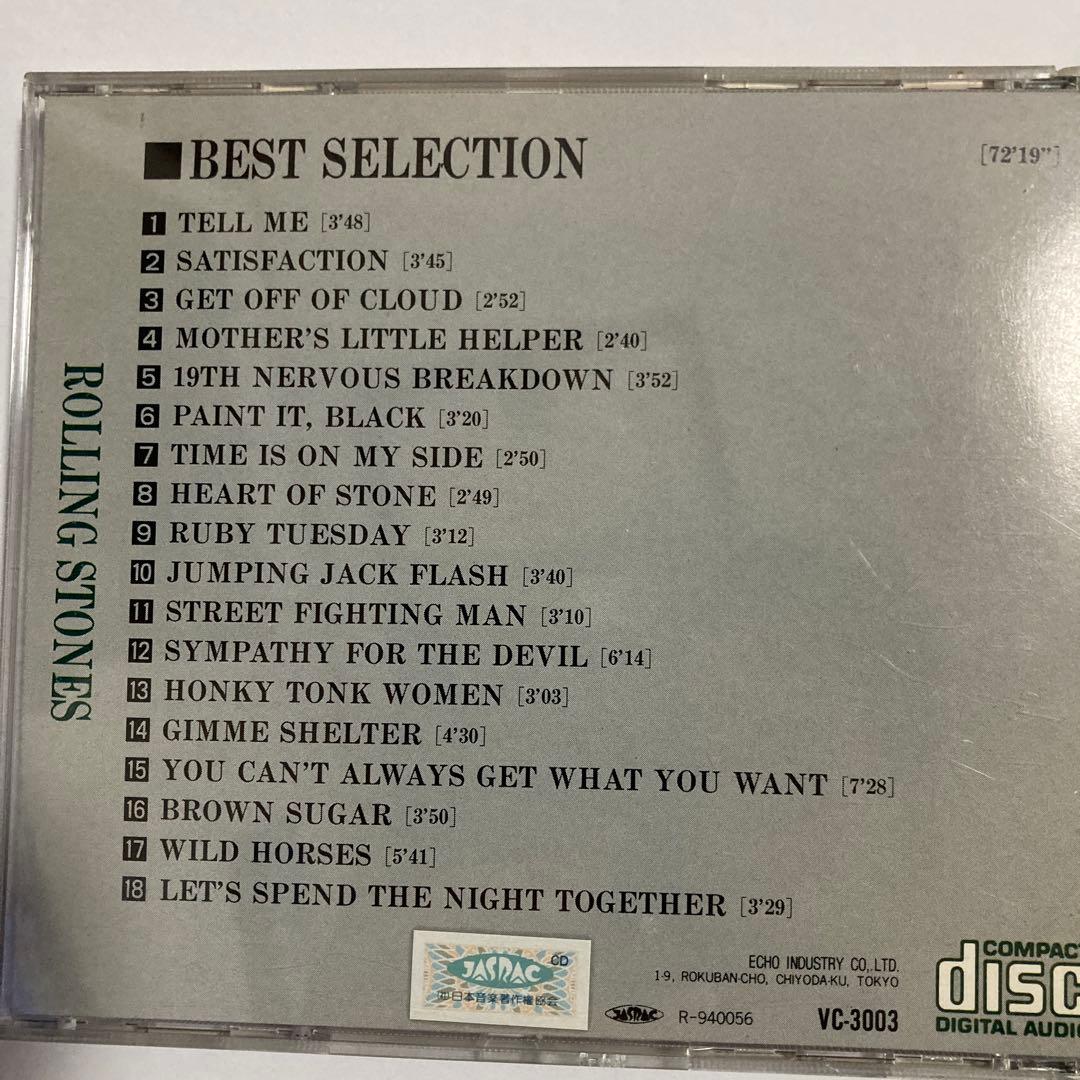 ■BEST SELECTION [72'19"]
1 TELL ME [3'48]
2 SATISFACTION [3'45]
3 GET OFF OF CLOUD [2'52]
4 MOTHER'S LITTLE HELPER [2'40]
5 19TH NERVOUS BREAKDOWN [3'52]
6 PAINT IT, BLACK [3'20]
7 TIME IS ON MY SIDE [2'50]
8 HEART OF STONE [2'49]
9 RUBY TUESDAY [3'12]
10 JUMPING JACK FLASH [3'40]
11 STREET FIGHTING MAN [3'10]
12 SYMPATHY FOR THE DEVIL [6'14]
13 HONKY TONK WOMEN [3'03]
14 GIMME SHELTER [4'30]
15 YOU CAN'T ALWAYS GET WHAT YOU WANT [7'28]
16 BROWN SUGAR [3'50]
17 WILD HORSES [5'41]
18 LET'S SPEND THE NIGHT TOGETHER [3'29]
ROLLING STONES
CD
JASRAC
㈳日本音楽著作権協会
ECHO INDUSTRY CO,.LTD.
1-9, ROKUBAN-CHO, CHIYODA-KU, TOKYO
JASRAC R-940056 VC-3003
COMPACT
disc
DIGITAL AUDIO